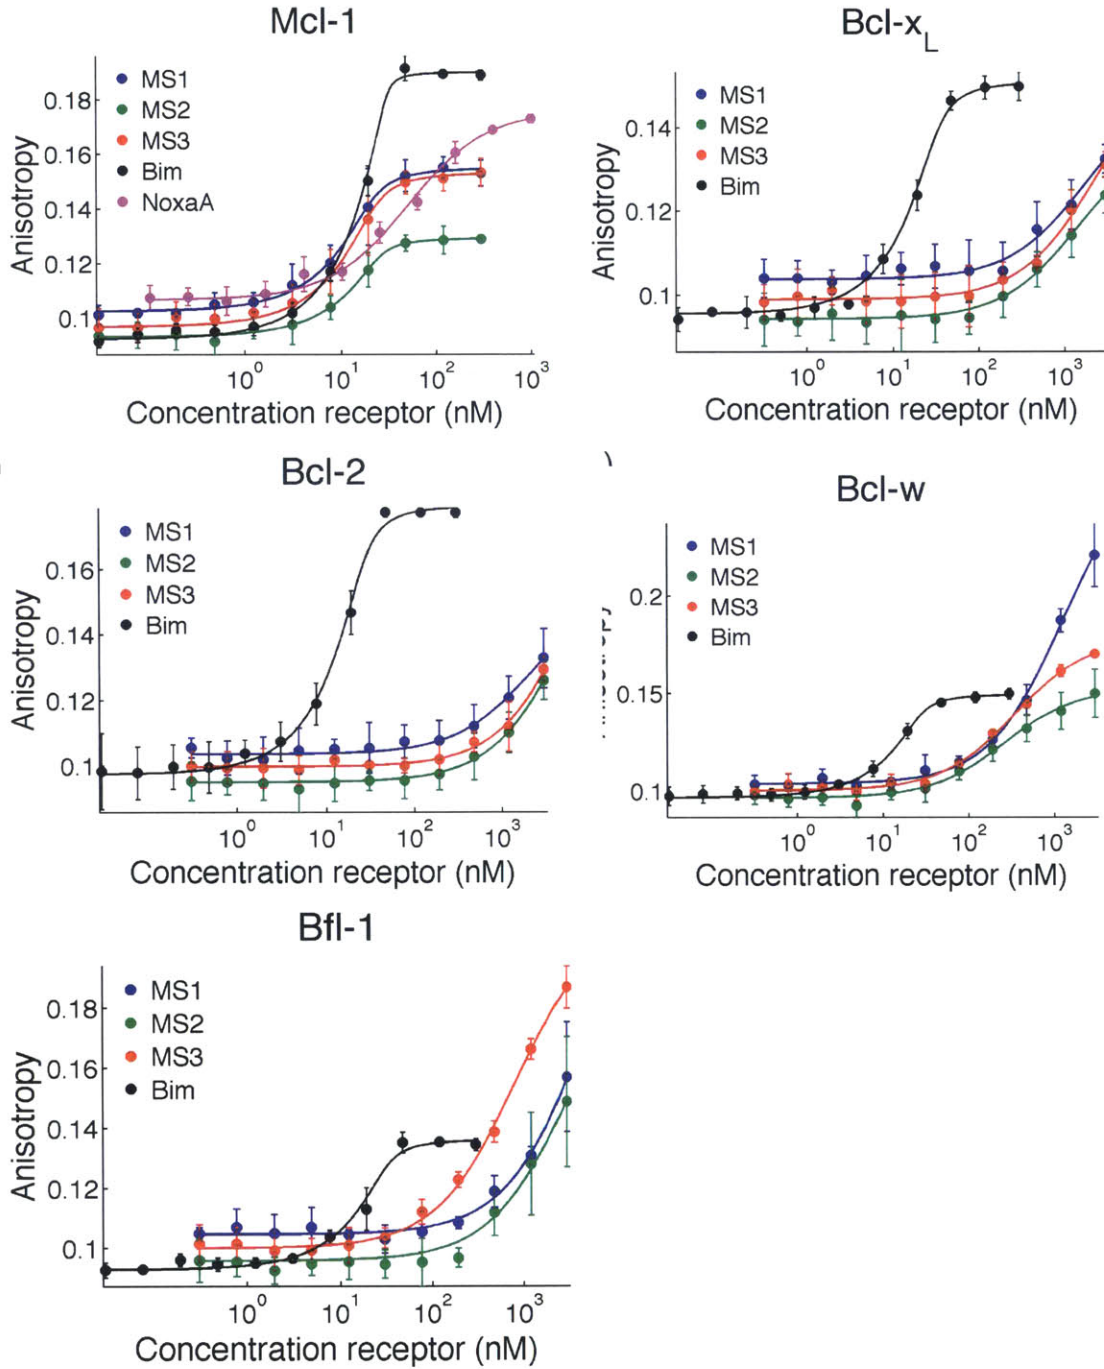 Mcl-1
MS1
MS2
MS3
Bim
NoxaA
0.18
0.16
0.14
0.12
0.1
Anisotropy
10^0
10^1
10^2
10^3
Concentration receptor (nM)
Bcl-x_L
MS1
MS2
MS3
Bim
0.14
0.12
0.1
Anisotropy
10^0
10^1
10^2
10^3
Concentration receptor (nM)
Bcl-2
MS1
MS2
MS3
Bim
0.16
0.14
0.12
0.1
Anisotropy
10^0
10^1
10^2
10^3
Concentration receptor (nM)
Bcl-w
MS1
MS2
MS3
Bim
0.2
0.15
0.1
10^0
10^1
10^2
10^3
Concentration receptor (nM)
Bfl-1
MS1
MS2
MS3
Bim
0.18
0.16
0.14
0.12
0.1
Anisotropy
10^0
10^1
10^2
10^3
Concentration receptor (nM)